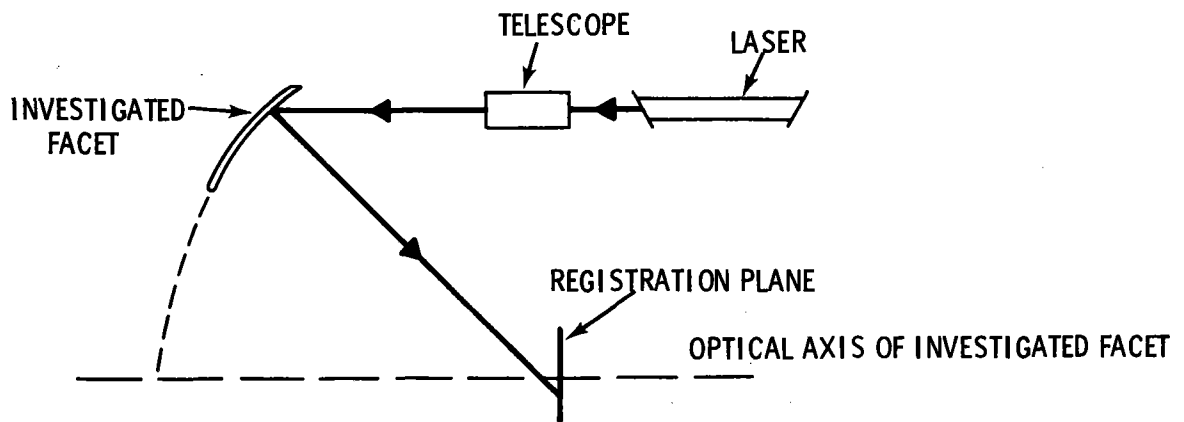 TELESCOPE
LASER
INVESTIGATED
FACET
REGISTRATION PLANE
OPTICAL AXIS OF INVESTIGATED FACET